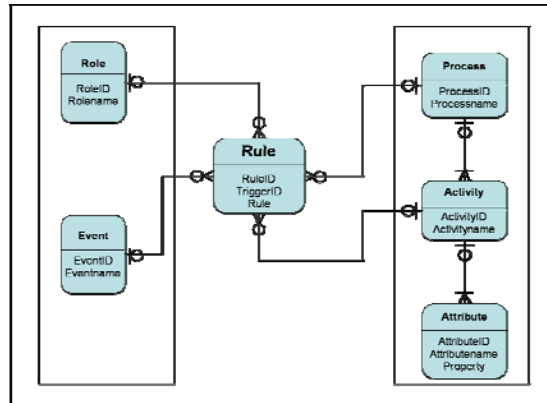 Role
RoleID
Rolename
Event
EventID
Eventname
Rule
RuleID
TriggerID
Rule
Process
ProcessID
Processname
Activity
ActivityID
Activityname
Attribute
AttributeID
Attributename
Property